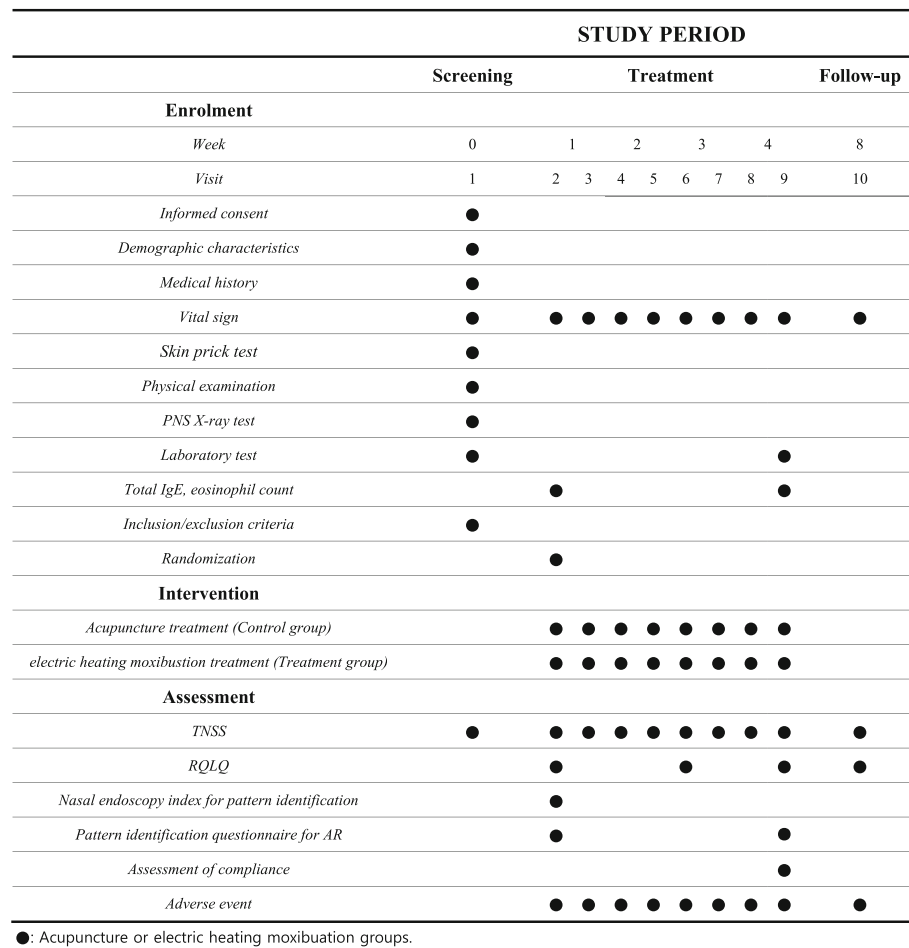 STUDY PERIOD
Screening Treatment Follow-up
Enrolment
Week 0 1 2 3 4 8
Visit 1 2 3 4 5 6 7 8 9 10
Informed consent ●
Demographic characteristics ●
Medical history ●
Vital sign ● ● ● ● ● ● ● ● ● ●
Skin prick test ●
Physical examination ●
PNS X-ray test ●
Laboratory test ● ●
Total IgE, eosinophil count ● ●
Inclusion/exclusion criteria ●
Randomization ●
Intervention
Acupuncture treatment (Control group) ● ● ● ● ● ● ● ●
electric heating moxibustion treatment (Treatment group) ● ● ● ● ● ● ● ●
Assessment
TNSS ● ● ● ● ● ● ● ● ● ●
RQLQ ● ● ● ●
Nasal endoscopy index for pattern identification ●
Pattern identification questionnaire for AR ● ●
Assessment of compliance ●
Adverse event ● ● ● ● ● ● ● ● ●
●: Acupuncture or electric heating moxibuation groups.